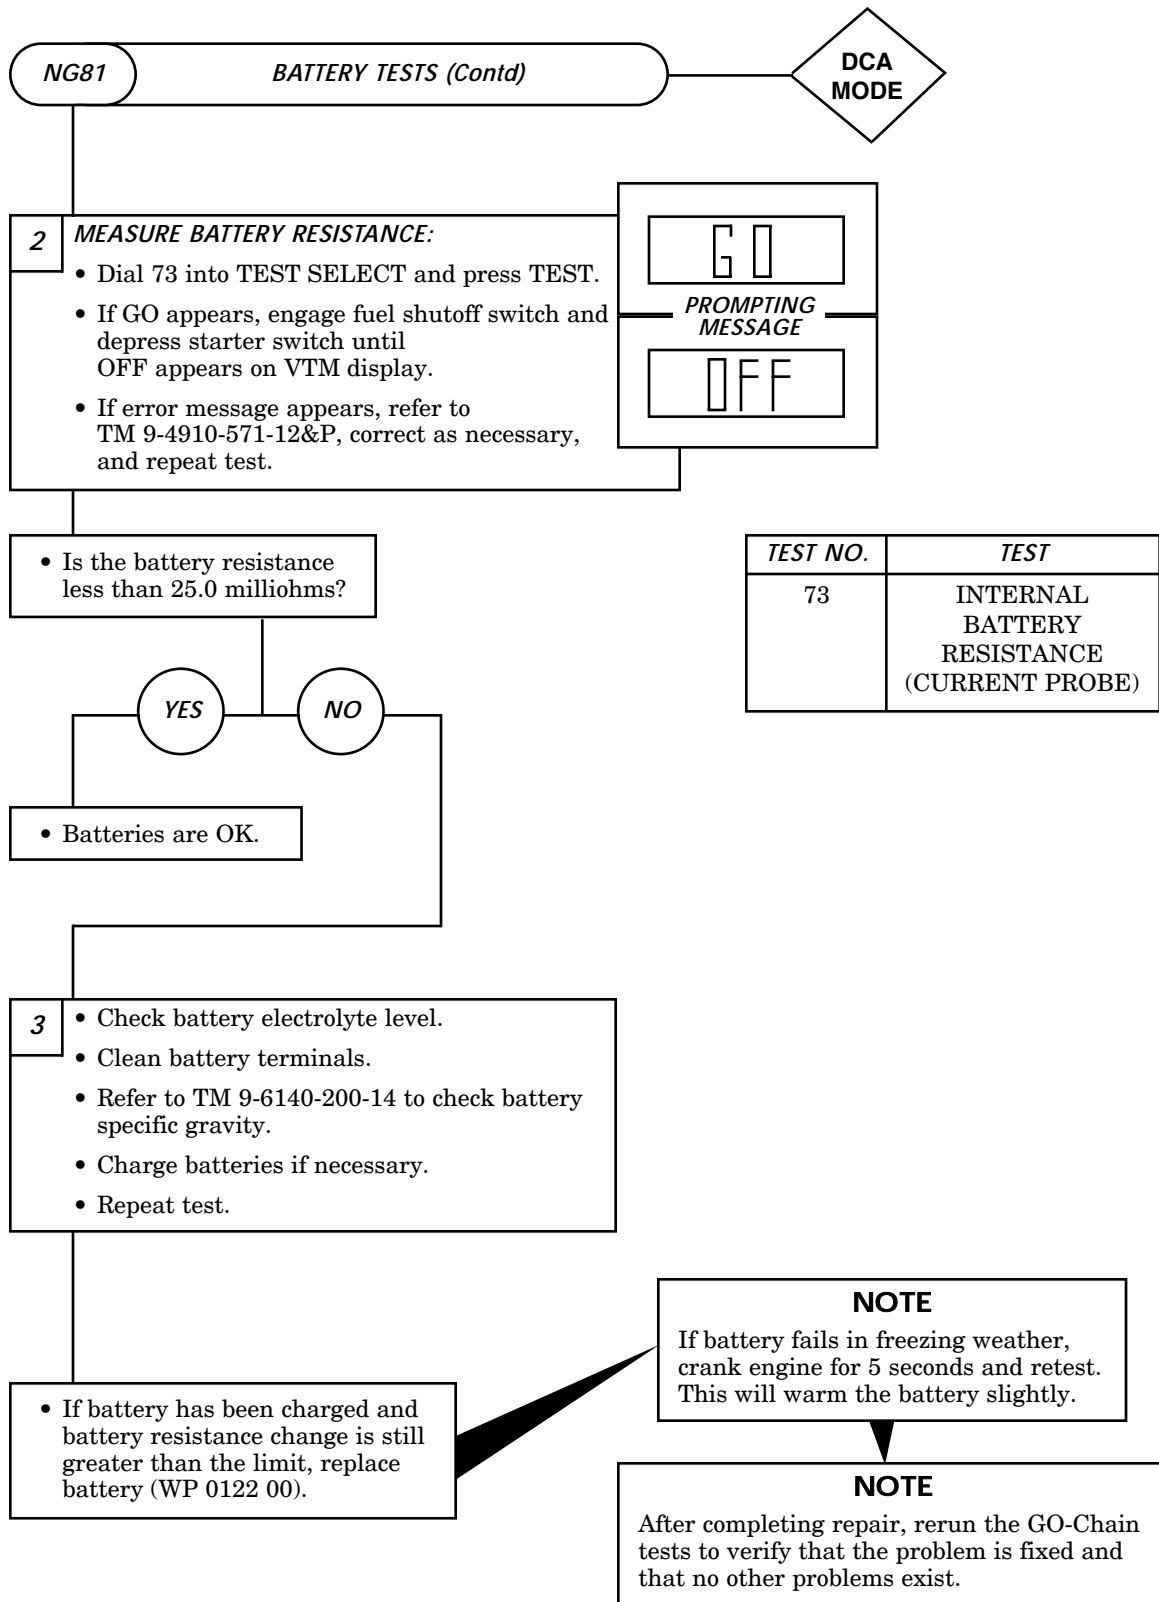 NG81
BATTERY TESTS (Contd)
DCA
MODE
2
MEASURE BATTERY RESISTANCE:
• Dial 73 into TEST SELECT and press TEST.
• If GO appears, engage fuel shutoff switch and
depress starter switch until
OFF appears on VTM display.
• If error message appears, refer to
TM 9-4910-571-12&P, correct as necessary,
and repeat test.
GO
PROMPTING
MESSAGE
OFF
• Is the battery resistance
less than 25.0 milliohms?
TEST NO. TEST
73 INTERNAL
BATTERY
RESISTANCE
(CURRENT PROBE)
YES
NO
• Batteries are OK.
3
• Check battery electrolyte level.
• Clean battery terminals.
• Refer to TM 9-6140-200-14 to check battery
specific gravity.
• Charge batteries if necessary.
• Repeat test.
• If battery has been charged and
battery resistance change is still
greater than the limit, replace
battery (WP 0122 00).
NOTE
If battery fails in freezing weather,
crank engine for 5 seconds and retest.
This will warm the battery slightly.
NOTE
After completing repair, rerun the GO-Chain
tests to verify that the problem is fixed and
that no other problems exist.